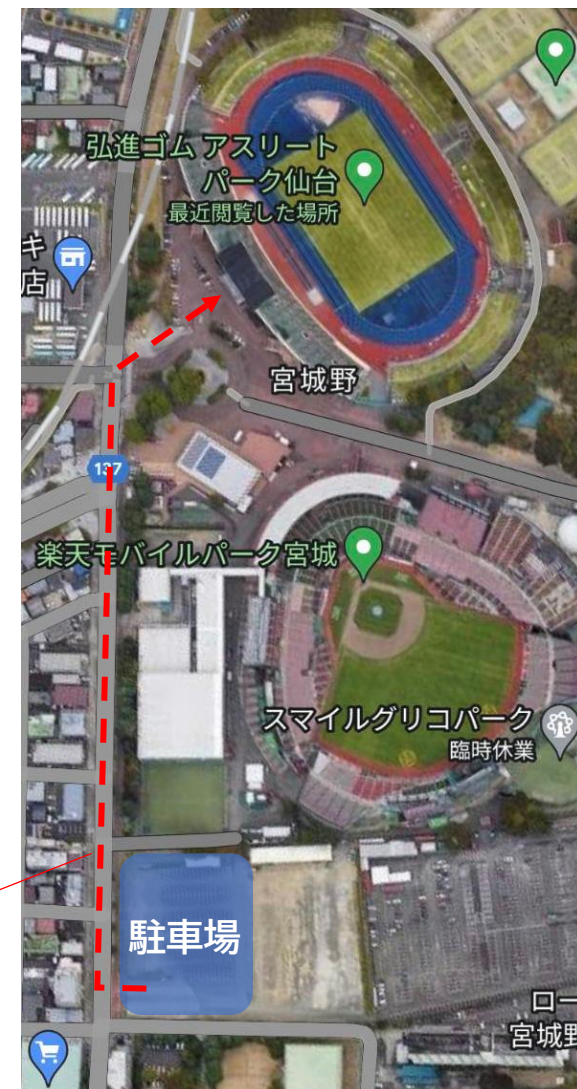 弘進ゴム アスリート
パーク仙台
最近閲覧した場所
キ
店
宮城野
137
楽天モバイルパーク宮城
スマイルグリコパーク
臨時休業
駐車場
ロー
宮城野